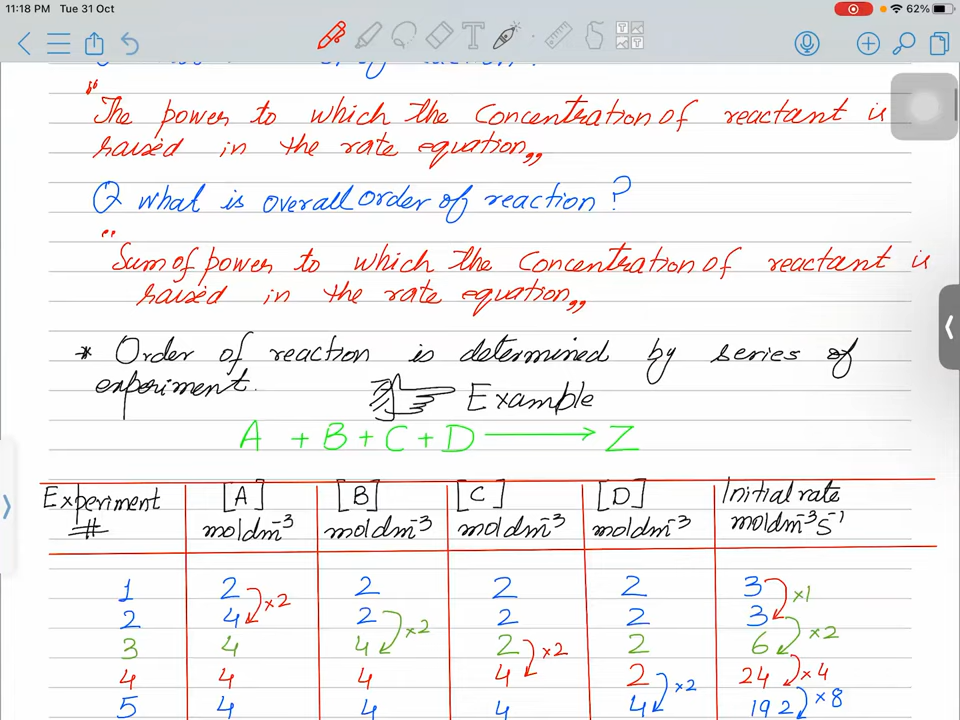 11:18 PM Tue 31 Oct 62%
"The power to which the Concentration of reactant is
raised in the rate equation,,
Q what is overall order of reaction?
"Sum of power to which the Concentration of reactant is
raised in the rate equation,,
* Order of reaction is determined by series of
experiment. Example
A + B + C + D → Z
Experiment # [A] moldm⁻³ [B] moldm⁻³ [C] moldm⁻³ [D] moldm⁻³ Initial rate moldm⁻³S⁻¹
1 2 2 2 2 3
×2 ×1
2 4 2 2 2 3
×2 ×2
3 4 4 2 2 6
×2 ×4
4 4 4 4 2 24
×2 ×8
5 4 4 4 4 192